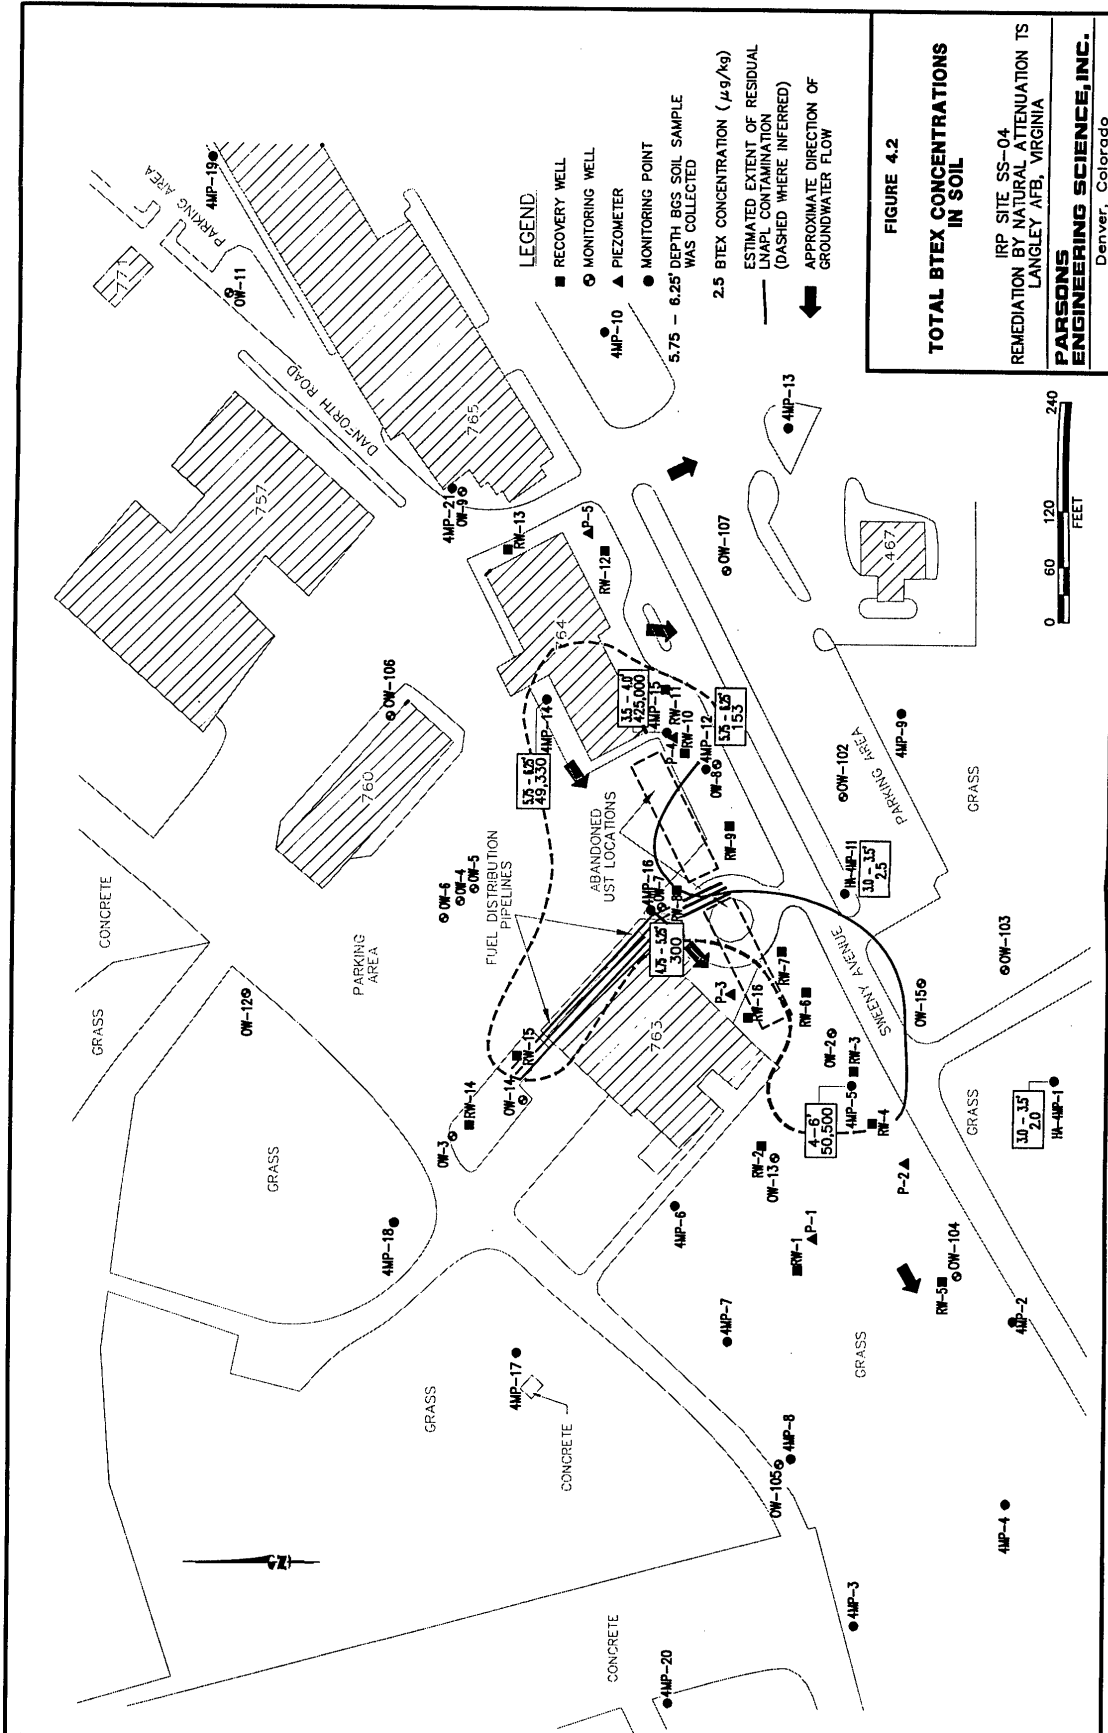 CONCRETE
GRASS
PARKING
AREA
GRASS
OW-12
757
DANFORTH ROAD
717
PARKING AREA
4MP-19
OW-11
765
4MP-21
OW-9
RW-13
P-5
RW-12
764
760
OW-106
OW-6
OW-4
OW-5
FUEL DISTRIBUTION
PIPELINES
ABANDONED
UST LOCATIONS
5.75 - 6.25'
49,330
4MP-14
3.5 - 4.0'
425,000
4MP-15
RW-11
P-4
RW-10
4MP-12
OW-8
5.75 - 6.25'
153
RW-9
4MP-16
OW-7
RW-8
4.75 - 5.25'
300
P-3
RW-16
RW-7
RW-6
763
RW-15
OW-14
RW-14
OW-3
4MP-18
GRASS
4MP-17
CONCRETE
4MP-6
4MP-7
RW-2
OW-13
RW-1
P-1
OW-2
RW-3
4MP-5
4-6'
50,500
RW-4
P-2
SWEENY AVENUE
OW-15
HA-4MP-11
3.0 - 3.5'
2.5
OW-102
PARKING AREA
4MP-9
GRASS
OW-103
GRASS
3.0 - 3.5'
2.0
HA-4MP-1
OW-107
4MP-13
467
4MP-10
RW-5
OW-104
4MP-2
GRASS
OW-105
4MP-8
4MP-4
4MP-3
CONCRETE
4MP-20
N
LEGEND
RECOVERY WELL
MONITORING WELL
PIEZOMETER
MONITORING POINT
5.75 - 6.25' DEPTH BGS SOIL SAMPLE
WAS COLLECTED
2.5 BTEX CONCENTRATION (µg/kg)
ESTIMATED EXTENT OF RESIDUAL
LNAPL CONTAMINATION
(DASHED WHERE INFERRED)
APPROXIMATE DIRECTION OF
GROUNDWATER FLOW
0 60 120 240
FEET
FIGURE 4.2
TOTAL BTEX CONCENTRATIONS
IN SOIL
IRP SITE SS-04
REMEDIATION BY NATURAL ATTENUATION TS
LANGLEY AFB, VIRGINIA
PARSONS
ENGINEERING SCIENCE, INC.
Denver, Colorado